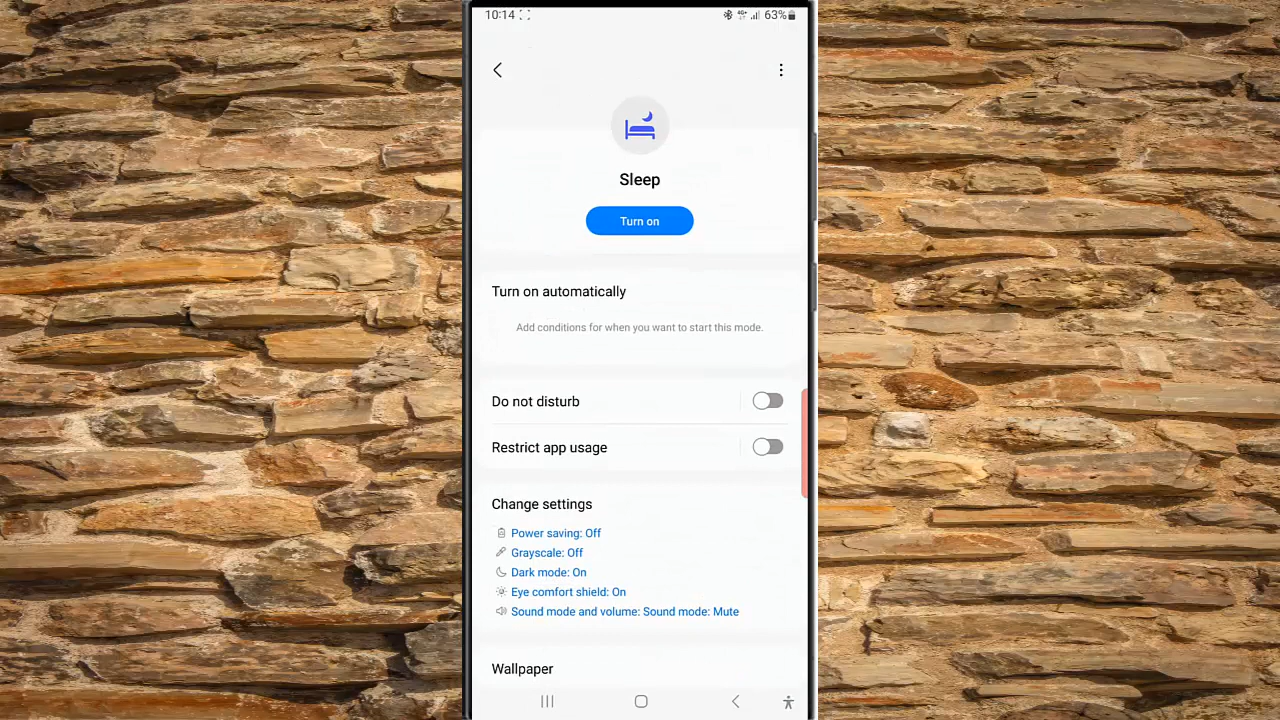 10:14
4G+
63%
Sleep
Turn on
Turn on automatically
Add conditions for when you want to start this mode.
Do not disturb
Restrict app usage
Change settings
Power saving: Off
Grayscale: Off
Dark mode: On
Eye comfort shield: On
Sound mode and volume: Sound mode: Mute
Wallpaper